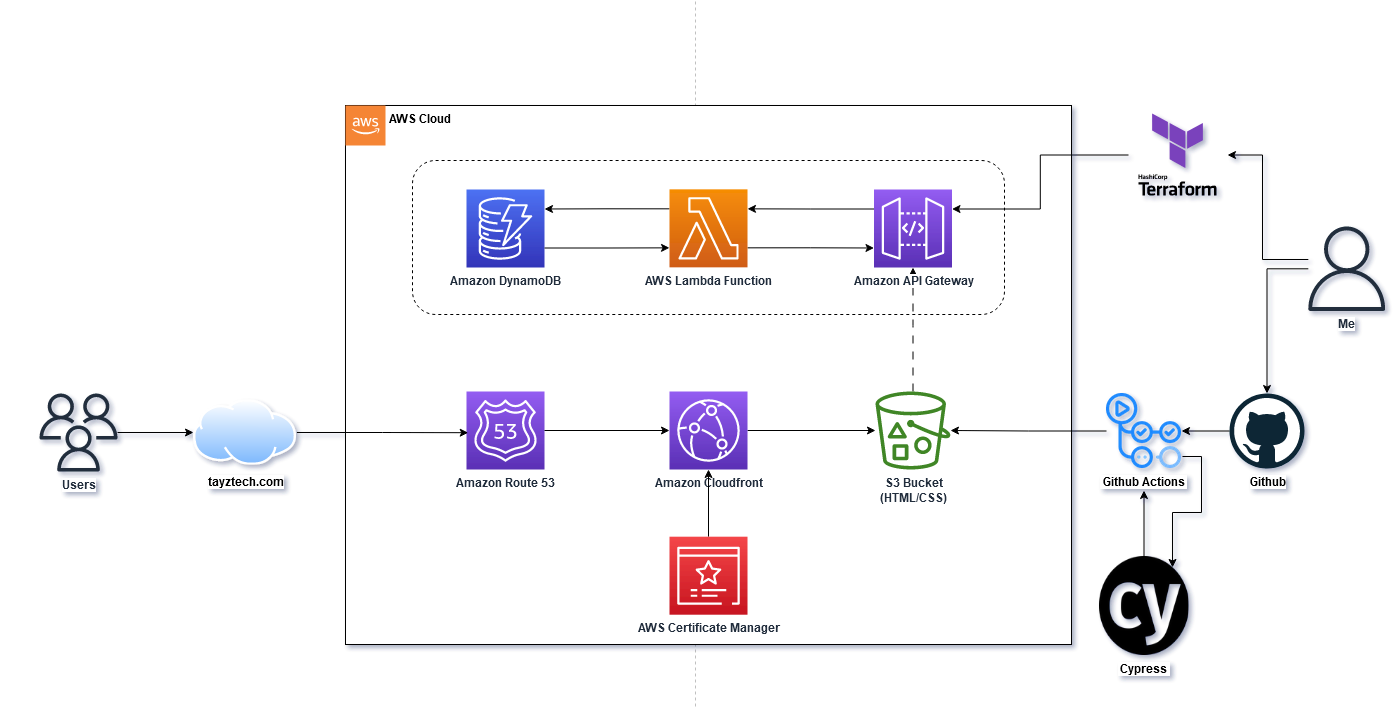 aws
AWS Cloud
HashiCorp
Terraform
Amazon DynamoDB
AWS Lambda Function
Amazon API Gateway
Me
53
Users
tayztech.com
Amazon Route 53
Amazon Cloudfront
S3 Bucket
(HTML/CSS)
Github Actions
Github
cy
AWS Certificate Manager
Cypress